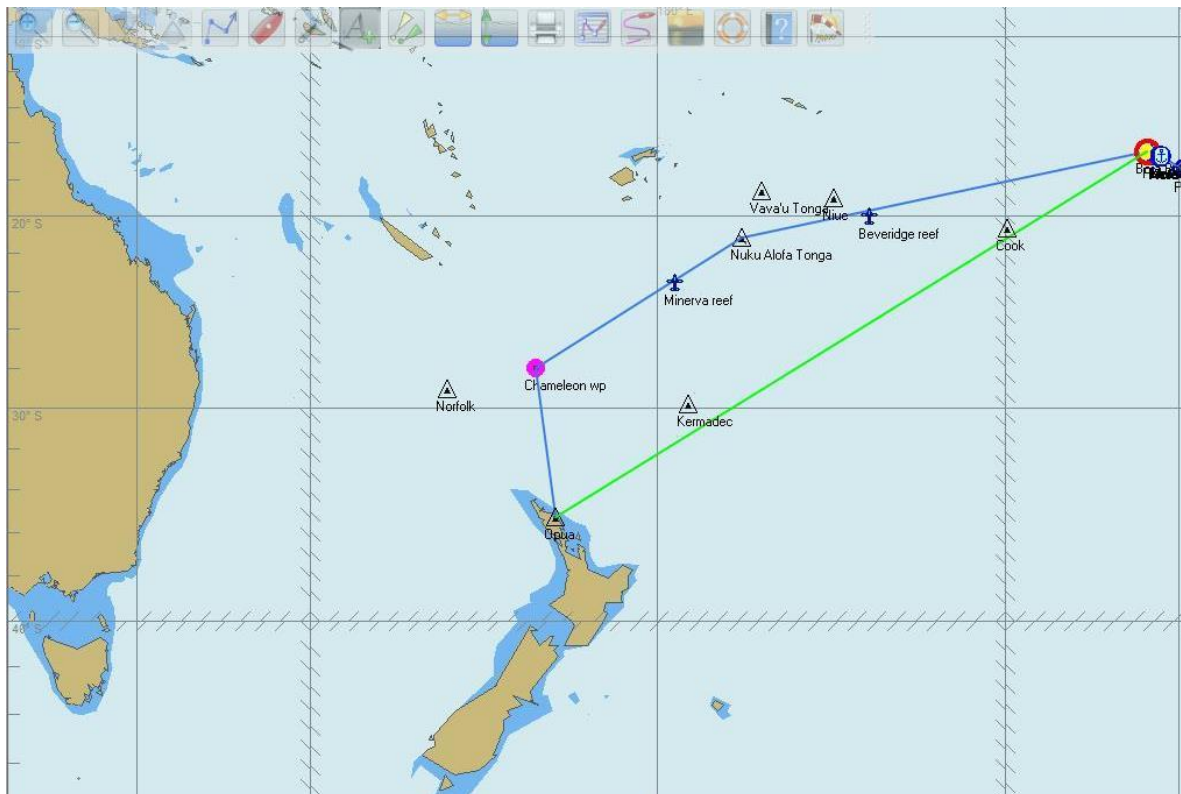 Vava'u Tonga
Niue
20° S
Beveridge reef
Cook
Nuku Alofa Tonga
Minerva reef
Chameleon wp
Norfolk
30° S
Kermadec
Opua
40° S